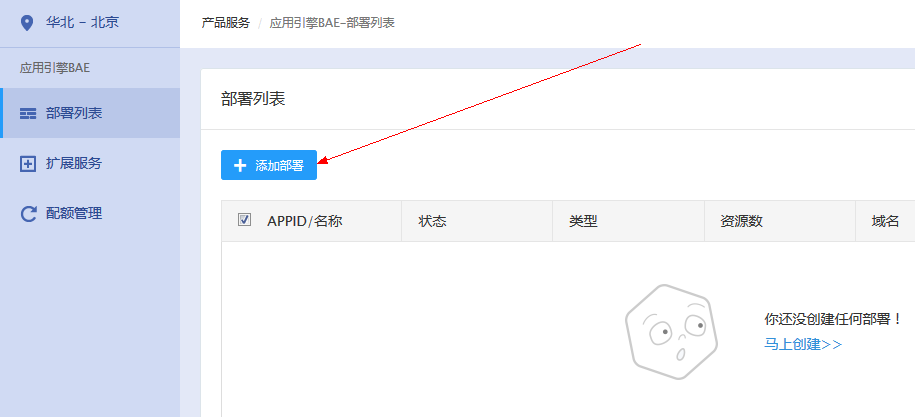 华北 - 北京
产品服务 / 应用引擎BAE-部署列表
应用引擎BAE
部署列表
扩展服务
配额管理
部署列表
添加部署
APPID/名称 状态 类型 资源数 域名
你还没创建任何部署！
马上创建>>